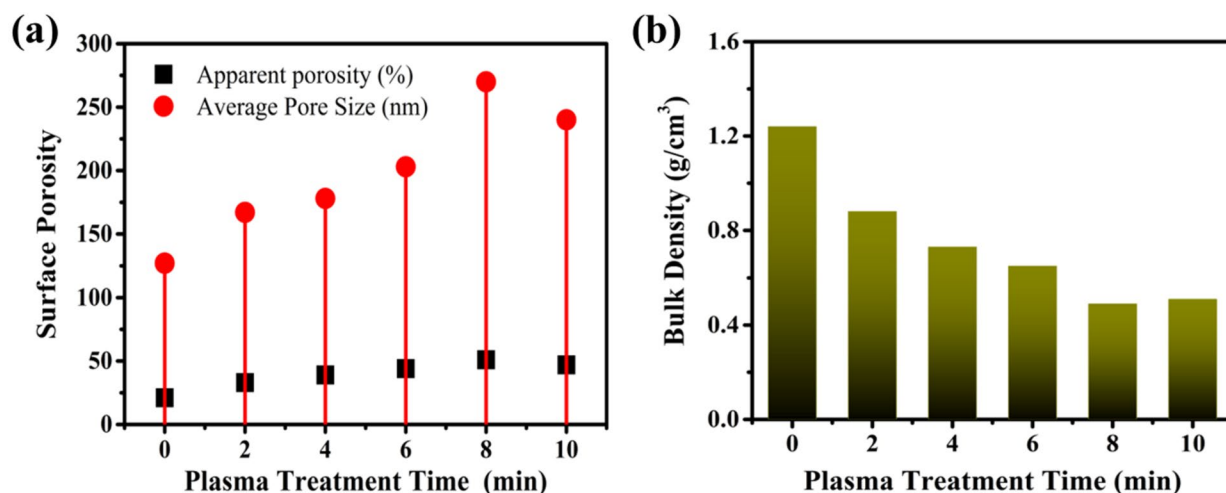 (a)
300
250
200
150
100
50
0
Surface Porosity
Apparent porosity (%)
Average Pore Size (nm)
0 2 4 6 8 10
Plasma Treatment Time (min)
(b)
1.6
1.2
0.8
0.4
0.0
Bulk Density (g/cm³)
0 2 4 6 8 10
Plasma Treatment Time (min)